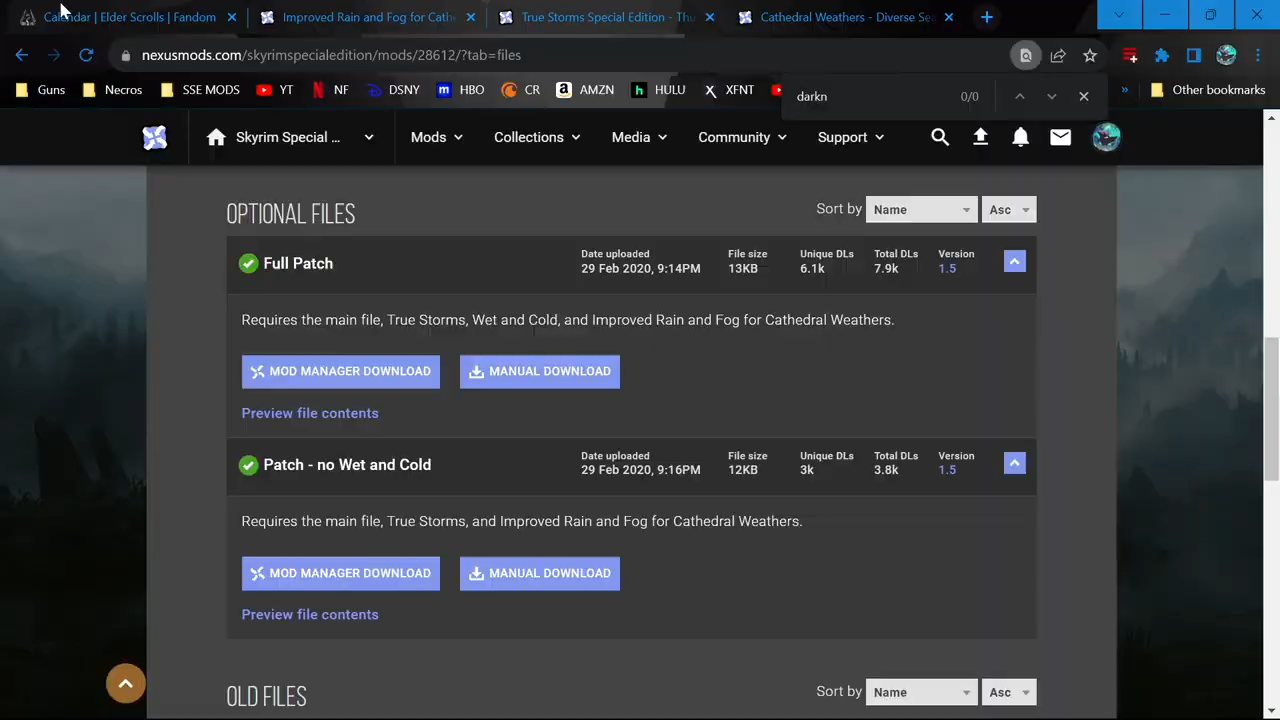 Calendar | Elder Scrolls | Fandom
Improved Rain and Fog for Cathe
True Storms Special Edition - Thu
Cathedral Weathers - Diverse Sea
nexusmods.com/skyrimspecialedition/mods/28612/?tab=files
Guns
Necros
SSE MODS
YT
NF
DSNY
HBO
CR
AMZN
HULU
XFNT
darkn
0/0
»
Other bookmarks
Skyrim Special ...
Mods
Collections
Media
Community
Support
OPTIONAL FILES
Sort by
Name
Asc
Full Patch
Date uploaded
29 Feb 2020, 9:14PM
File size
13KB
Unique DLs
6.1k
Total DLs
7.9k
Version
1.5
Requires the main file, True Storms, Wet and Cold, and Improved Rain and Fog for Cathedral Weathers.
MOD MANAGER DOWNLOAD
MANUAL DOWNLOAD
Preview file contents
Patch - no Wet and Cold
Date uploaded
29 Feb 2020, 9:16PM
File size
12KB
Unique DLs
3k
Total DLs
3.8k
Version
1.5
Requires the main file, True Storms, and Improved Rain and Fog for Cathedral Weathers.
MOD MANAGER DOWNLOAD
MANUAL DOWNLOAD
Preview file contents
OLD FILES
Sort by
Name
Asc